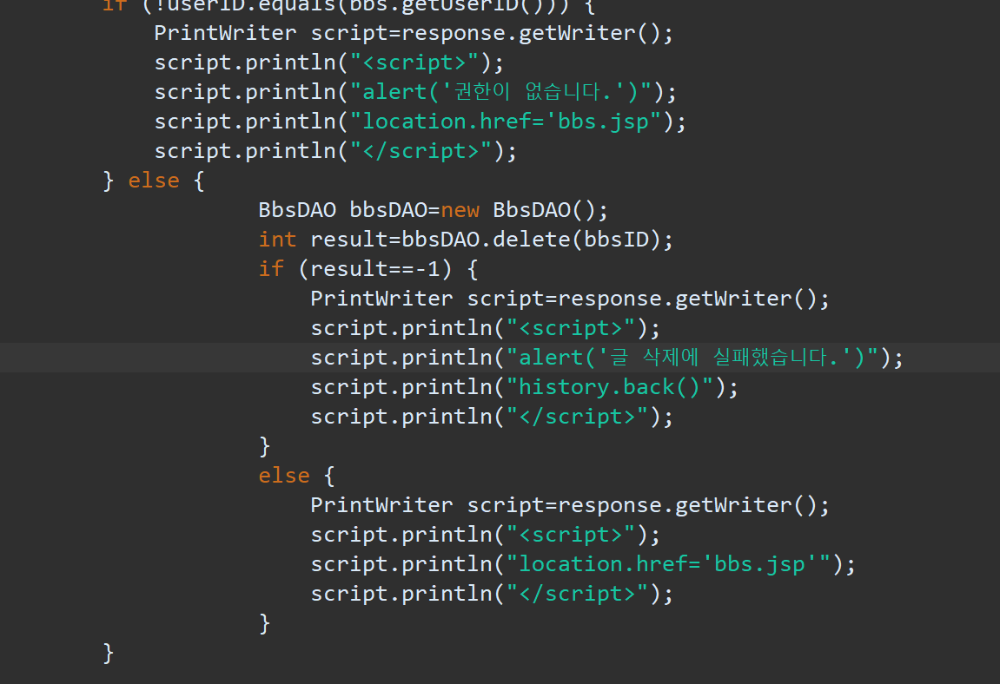 if (!userID.equals(bbs.getUserID())) {
PrintWriter script=response.getWriter();
script.println("<script>");
script.println("alert('권한이 없습니다.')");
script.println("location.href='bbs.jsp");
script.println("</script>");
} else {
BbsDAO bbsDAO=new BbsDAO();
int result=bbsDAO.delete(bbsID);
if (result==-1) {
PrintWriter script=response.getWriter();
script.println("<script>");
script.println("alert('글 삭제에 실패했습니다.')");
script.println("history.back()");
script.println("</script>");
}
else {
PrintWriter script=response.getWriter();
script.println("<script>");
script.println("location.href='bbs.jsp'");
script.println("</script>");
}
}